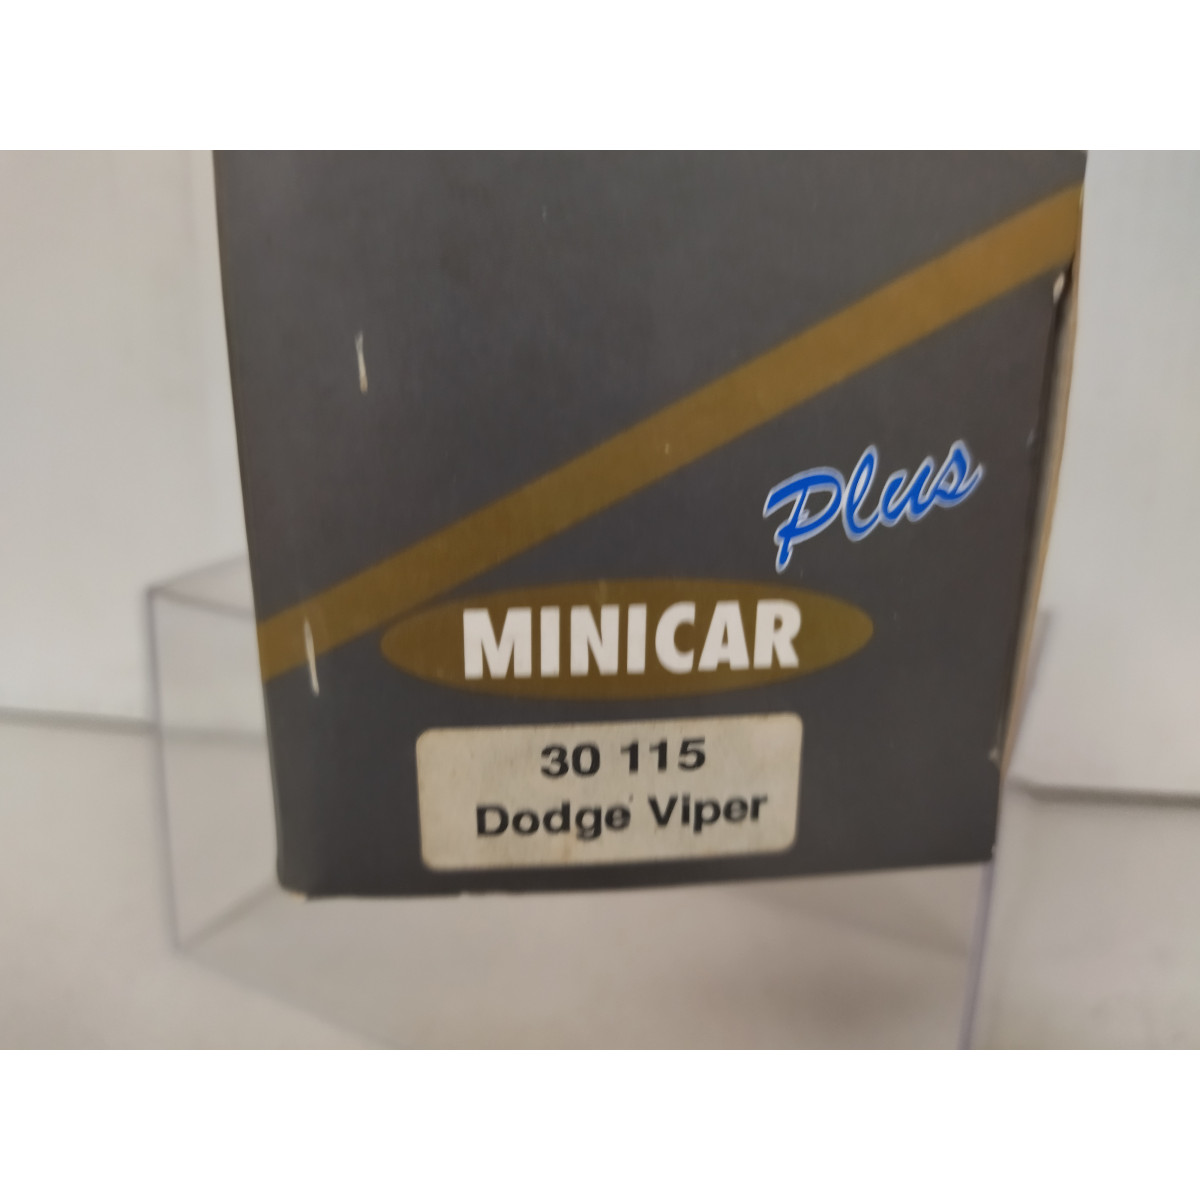 Plus
MINICAR
30 115
Dodge Viper